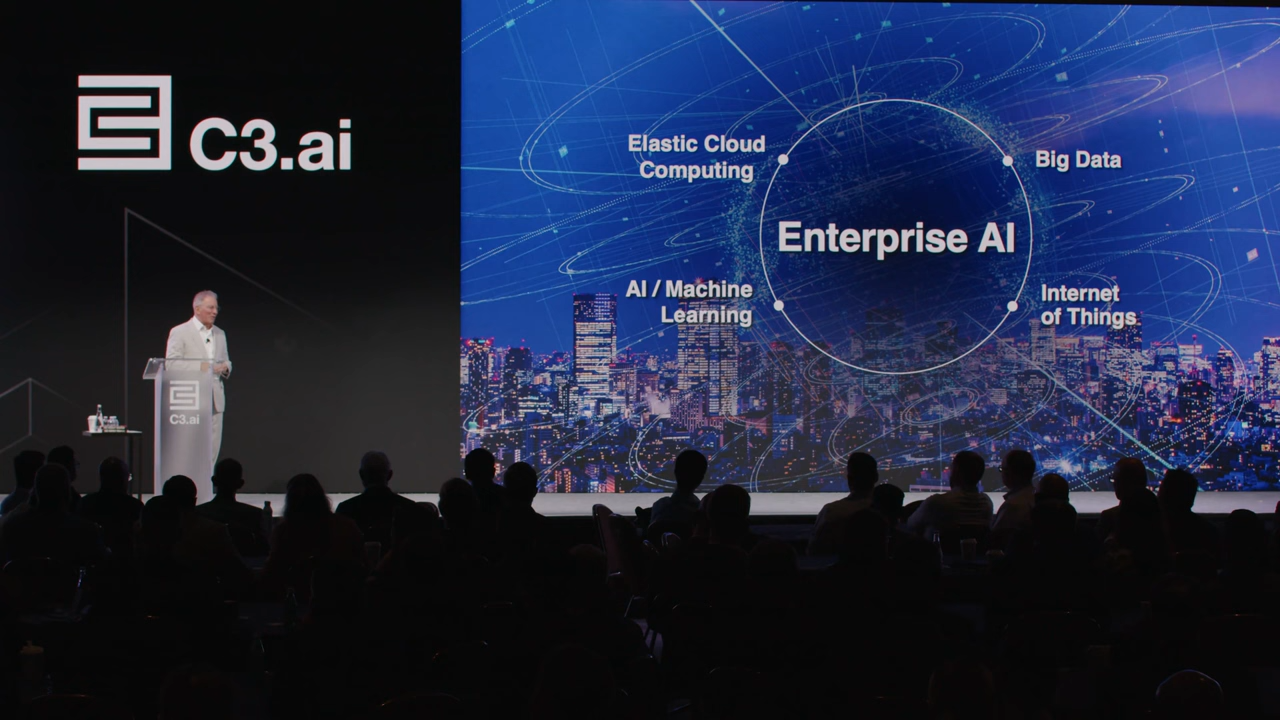 C3.ai
Elastic Cloud
Computing
Big Data
Enterprise AI
AI / Machine
Learning
Internet
of Things
C3.ai